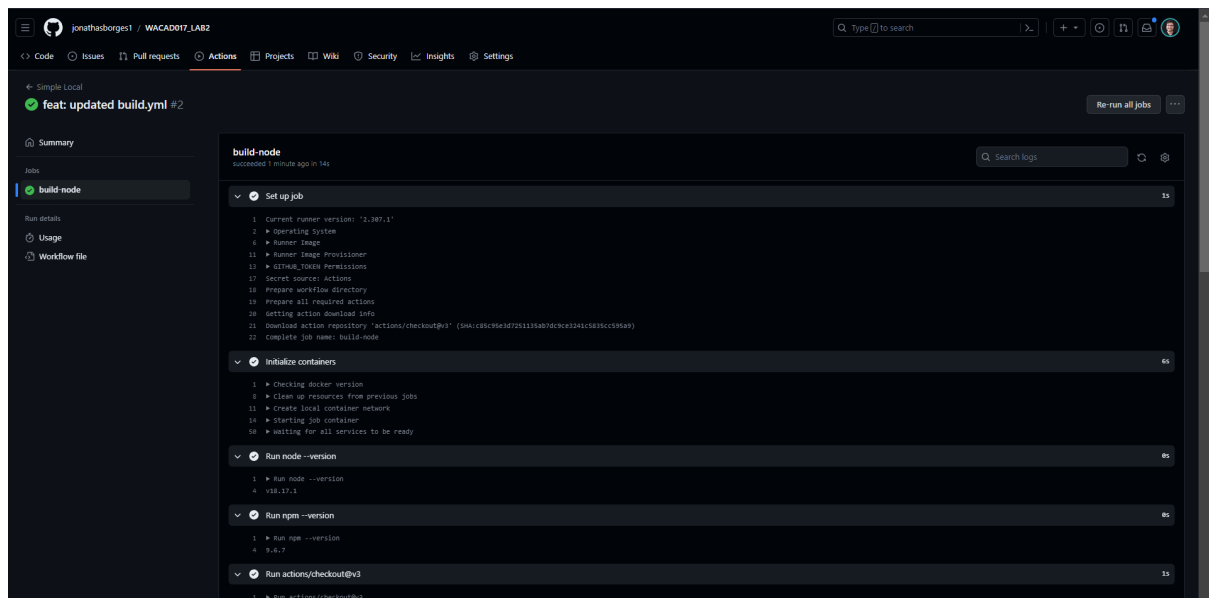 jonathasborges1 / WACAD017_LAB2
Type / to search
Code Issues Pull requests Actions Projects Wiki Security Insights Settings
← Simple Local
feat: updated build.yml #2
Re-run all jobs
Summary
Jobs
build-node
Run details
Usage
Workflow file
build-node
succeeded 1 minute ago in 14s
Search logs
Set up job 1s
1 Current runner version: '2.307.1'
2 ▶ Operating System
6 ▶ Runner Image
11 ▶ Runner Image Provisioner
13 ▶ GITHUB_TOKEN Permissions
17 Secret source: Actions
18 Prepare workflow directory
19 Prepare all required actions
20 Getting action download info
21 Download action repository 'actions/checkout@v3' (SHA:c85c95e3d7251135ab7dc9ce3241c5835cc595a9)
22 Complete job name: build-node
Initialize containers 6s
1 ▶ Checking docker version
8 ▶ Clean up resources from previous jobs
11 ▶ Create local container network
14 ▶ Starting job container
50 ▶ Waiting for all services to be ready
Run node --version 0s
1 ▶ Run node --version
4 v18.17.1
Run npm --version 0s
1 ▶ Run npm --version
4 9.6.7
Run actions/checkout@v3 1s
1 ▶ Run actions/checkout@v3